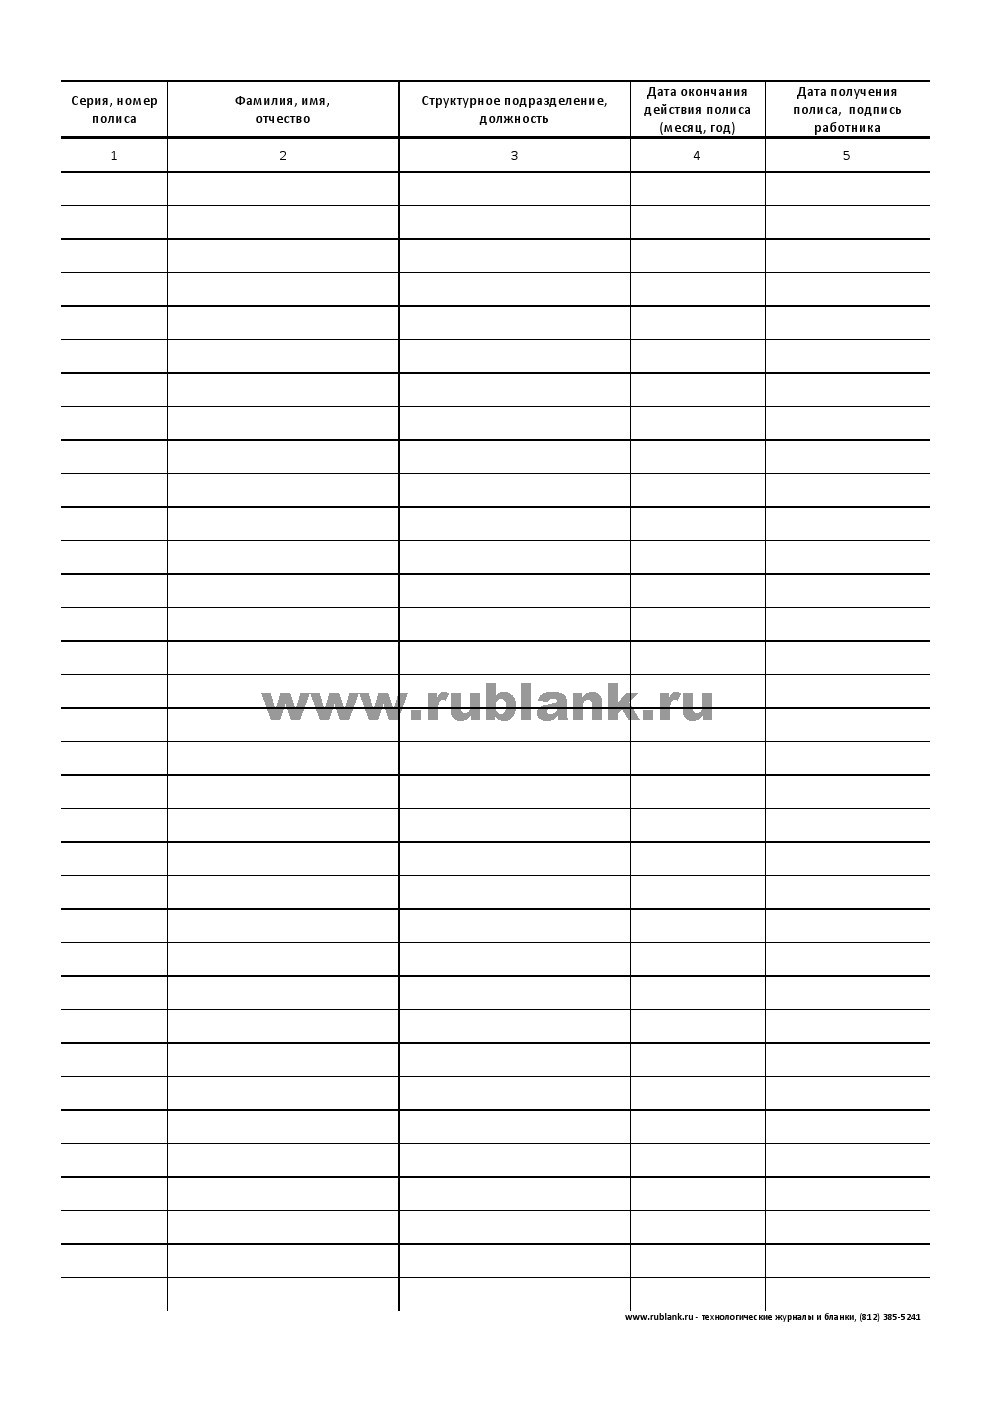 Серия, номер
полиса
Фамилия, имя,
отчество
Структурное подразделение,
должность
Дата окончания
действия полиса
(месяц, год)
Дата получения
полиса, подпись
работника
1
2
3
4
5
www.rublank.ru
www.rublank.ru - технологические журналы и бланки, (812) 385-5241